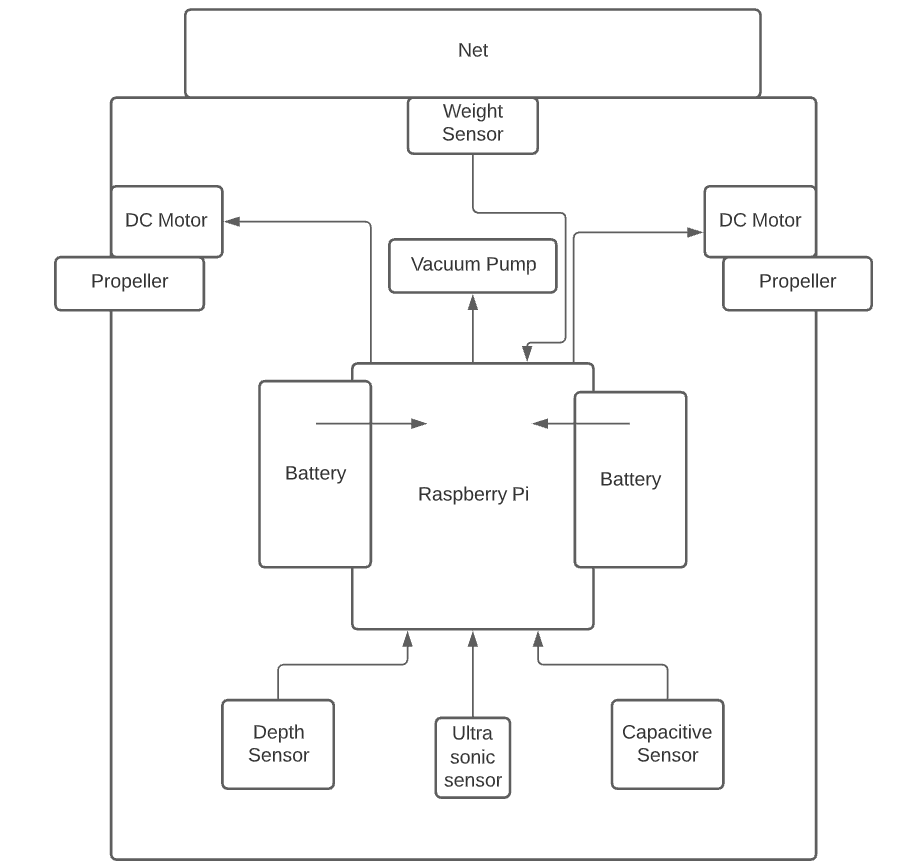 Net
Weight
Sensor
DC Motor
DC Motor
Vacuum Pump
Propeller
Propeller
Battery
Raspberry Pi
Battery
Depth
Sensor
Ultra
sonic
sensor
Capacitive
Sensor